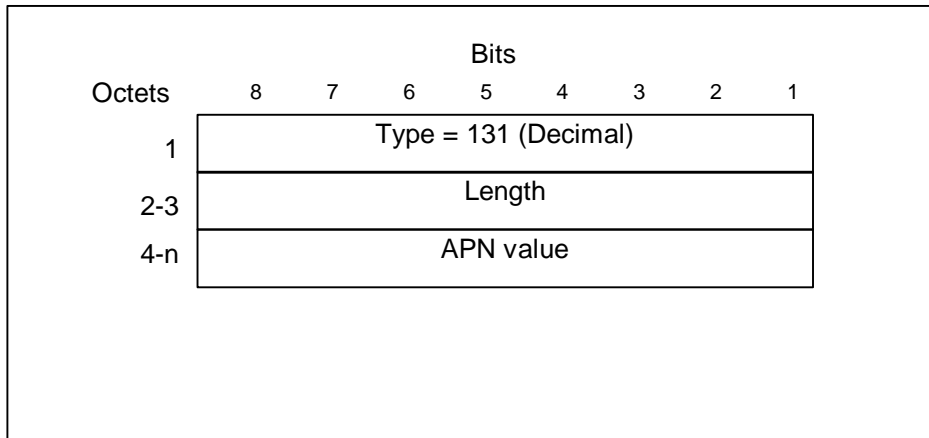 Bits
Octets 8 7 6 5 4 3 2 1
1 Type = 131 (Decimal)
2-3 Length
4-n APN value